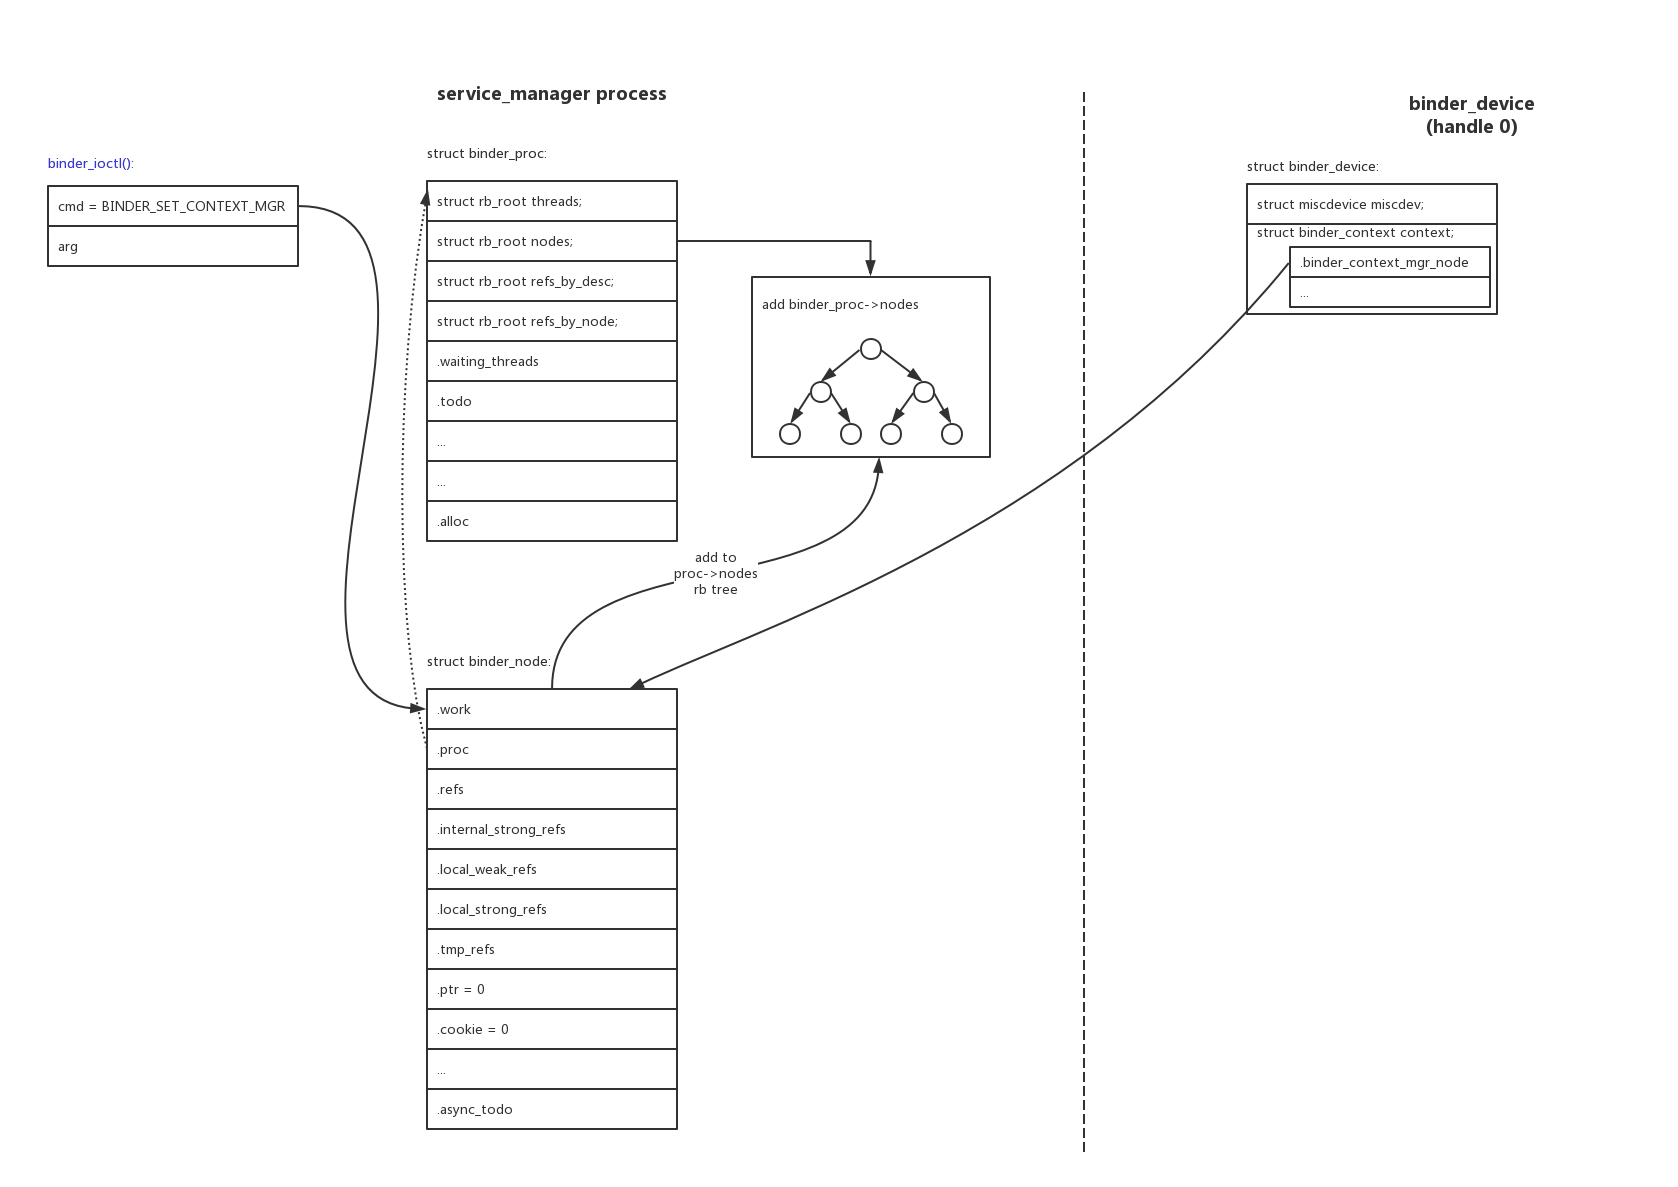 service_manager process
binder_device
(handle 0)
binder_ioctl():
cmd = BINDER_SET_CONTEXT_MGR
arg
struct binder_proc:
struct rb_root threads;
struct rb_root nodes;
struct rb_root refs_by_desc;
struct rb_root refs_by_node;
.waiting_threads
.todo
...
...
.alloc
add binder_proc->nodes
add to
proc->nodes
rb tree
struct binder_node:
.work
.proc
.refs
.internal_strong_refs
.local_weak_refs
.local_strong_refs
.tmp_refs
.ptr = 0
.cookie = 0
...
.async_todo
struct binder_device:
struct miscdevice miscdev;
struct binder_context context;
.binder_context_mgr_node
...